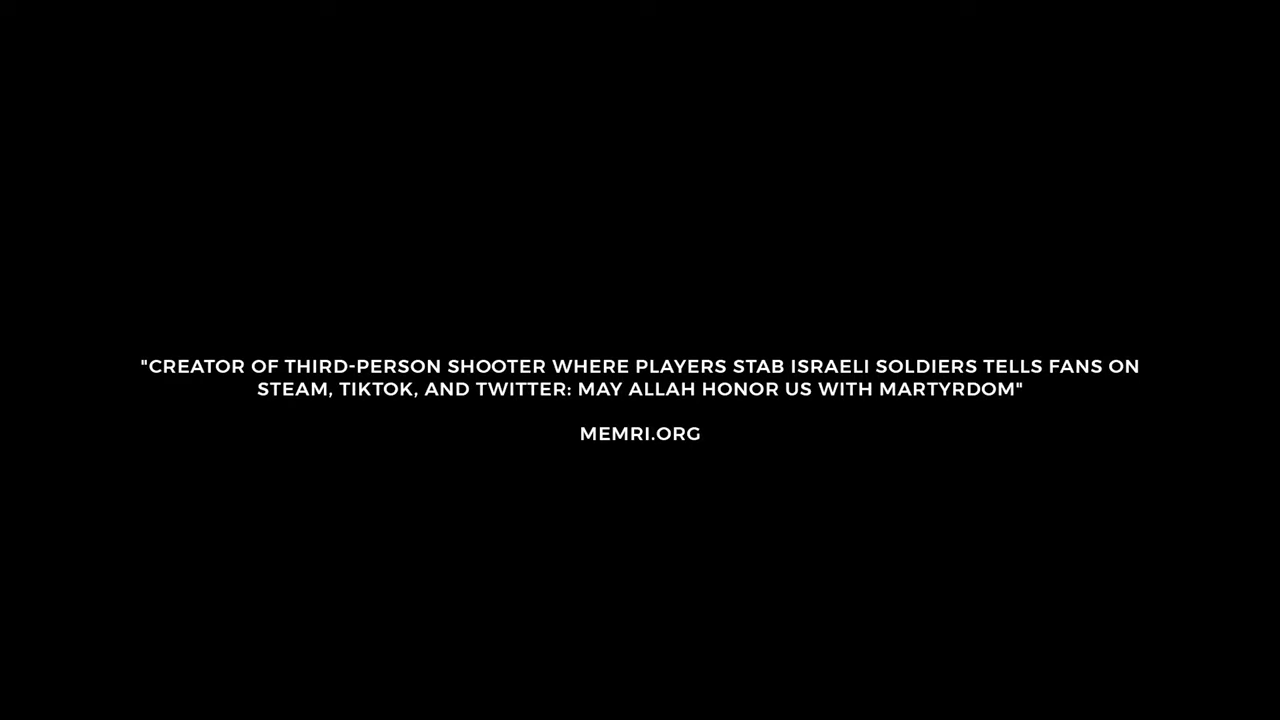 "CREATOR OF THIRD-PERSON SHOOTER WHERE PLAYERS STAB ISRAELI SOLDIERS TELLS FANS ON
STEAM, TIKTOK, AND TWITTER: MAY ALLAH HONOR US WITH MARTYRDOM"
MEMRI.ORG